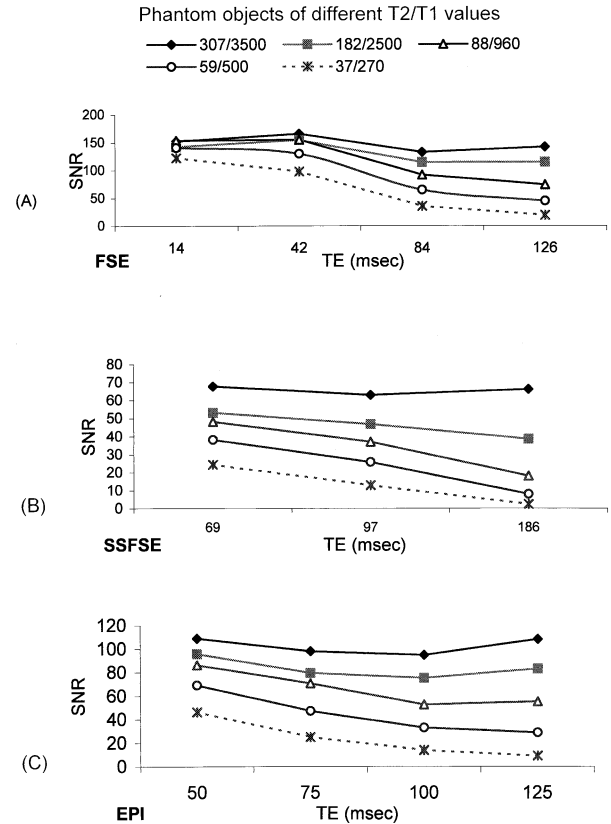 Phantom objects of different T2/T1 values
307/3500 182/2500 88/960
59/500 37/270
(A)
SNR
200
150
100
50
0
14 42 84 126
FSE TE (msec)
(B)
SNR
80
70
60
50
40
30
20
10
0
69 97 186
SSFSE TE (msec)
(C)
SNR
120
100
80
60
40
20
0
50 75 100 125
EPI TE (msec)